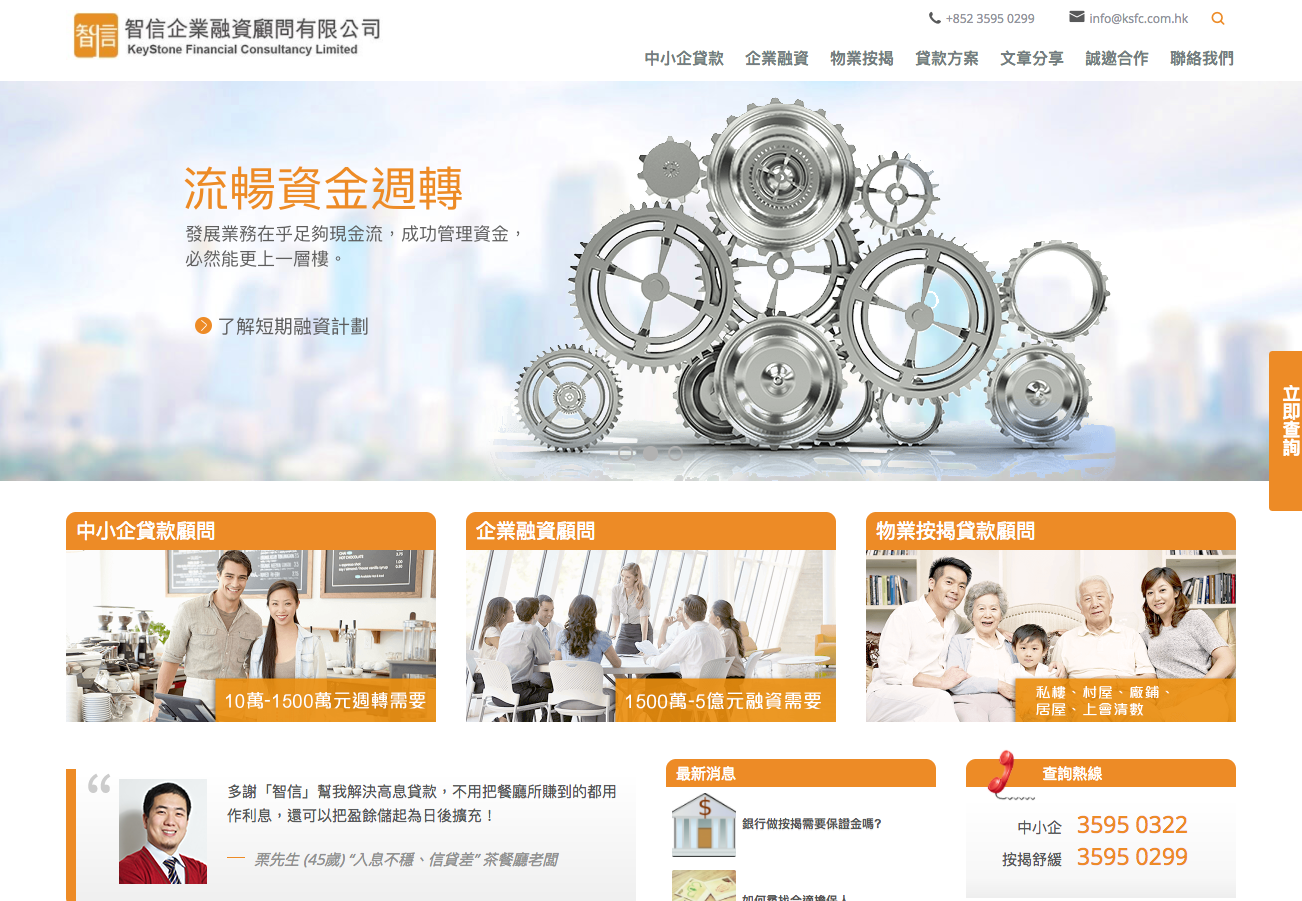 智信企業融資顧問有限公司
KeyStone Financial Consultancy Limited
+852 3595 0299
info@ksfc.com.hk
中小企貸款 企業融資 物業按揭 貸款方案 文章分享 誠邀合作 聯絡我們
流暢資金週轉
發展業務在乎足夠現金流，成功管理資金，
必然能更上一層樓。
了解短期融資計劃
立即查詢
中小企貸款顧問
10萬-1500萬元週轉需要
企業融資顧問
1500萬-5億元融資需要
物業按揭貸款顧問
私樓、村屋、廠鋪、
居屋、上會清數
多謝「智信」幫我解決高息貸款，不用把餐廳所賺到的都用
作利息，還可以把盈餘儲起為日後擴充！
— 栗先生 (45歲) “入息不穩、信貸差” 茶餐廳老闆
最新消息
銀行做按揭需要保證金嗎?
如何尋找合適擔保人
查詢熱線
中小企 3595 0322
按揭舒緩 3595 0299